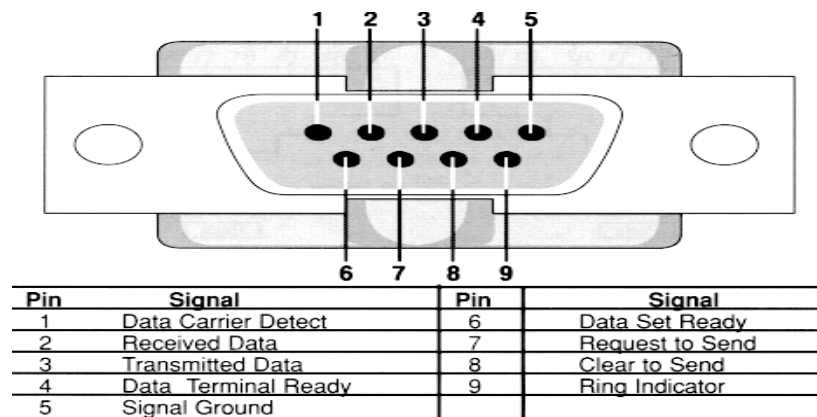 1 2 3 4 5
6 7 8 9
Pin Signal Pin Signal
1 Data Carrier Detect 6 Data Set Ready
2 Received Data 7 Request to Send
3 Transmitted Data 8 Clear to Send
4 Data Terminal Ready 9 Ring Indicator
5 Signal Ground